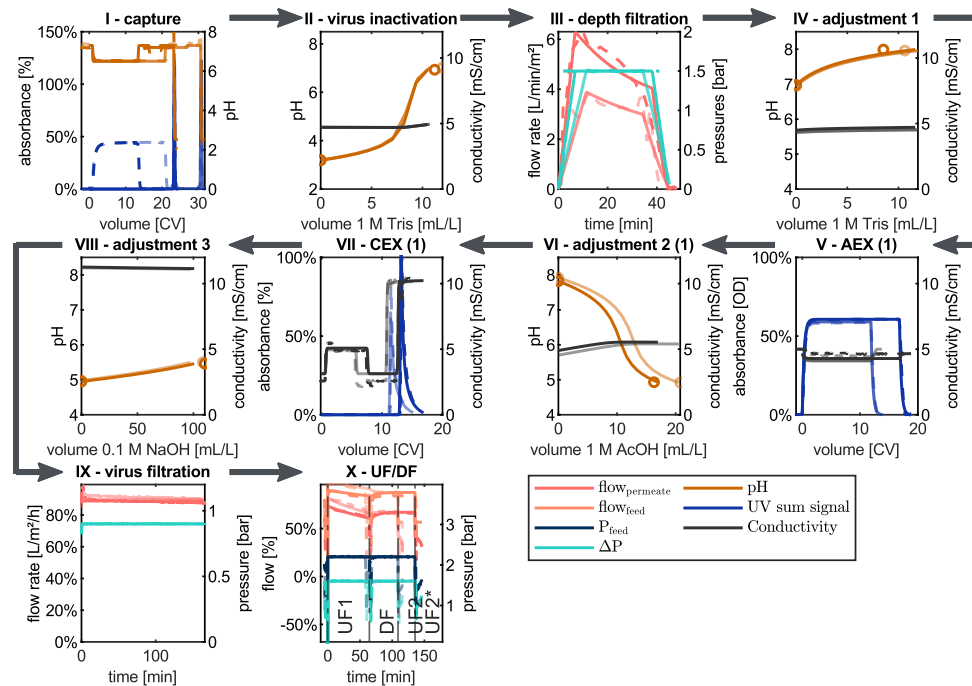 I - capture
150%
100%
50%
0%
absorbance [%]
8
6
4
2
0
pH
0
10
20
30
volume [CV]
II - virus inactivation
8
6
4
2
pH
10
5
0
conductivity [mS/cm]
0
5
10
volume 1 M Tris [mL/L]
III - depth filtration
6
4
2
0
flow rate [L/min/m²]
2
1.5
1
0.5
0
pressures [bar]
0
20
40
60
time [min]
IV - adjustment 1
8
7
6
5
4
pH
10
5
0
conductivity [mS/cm]
0
5
10
volume 1 M Tris [mL/L]
VIII - adjustment 3
8
7
6
5
4
pH
10
5
0
conductivity [mS/cm]
0
50
100
volume 0.1 M NaOH [mL/L]
VII - CEX (1)
100%
50%
0%
absorbance [%]
10
5
0
conductivity [mS/cm]
0
10
20
volume [CV]
VI - adjustment 2 (1)
8
7
6
5
4
pH
10
5
0
conductivity [mS/cm]
0
10
20
volume 1 M AcOH [mL/L]
V - AEX (1)
100%
50%
0%
absorbance [OD]
10
5
0
conductivity [mS/cm]
0
10
20
volume [CV]
IX - virus filtration
80%
60%
40%
20%
0%
flow rate [L/m²/h]
1
0.5
0
pressure [bar]
0
100
time [min]
X - UF/DF
50%
0%
-50%
flow [%]
3
2
1
pressure [bar]
UF1
DF
UF2
UF2*
0
50
100
150
time [min]
flow permeate
flow feed
P feed
ΔP
pH
UV sum signal
Conductivity